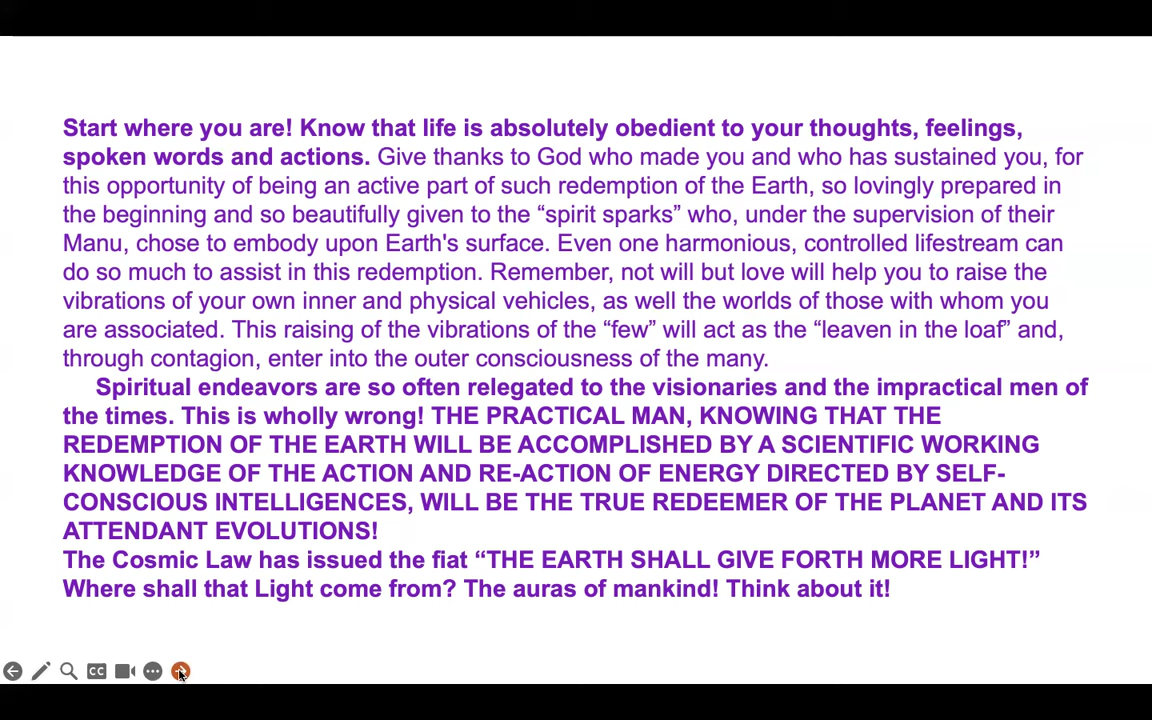 Start where you are! Know that life is absolutely obedient to your thoughts, feelings,
spoken words and actions. Give thanks to God who made you and who has sustained you, for
this opportunity of being an active part of such redemption of the Earth, so lovingly prepared in
the beginning and so beautifully given to the “spirit sparks” who, under the supervision of their
Manu, chose to embody upon Earth's surface. Even one harmonious, controlled lifestream can
do so much to assist in this redemption. Remember, not will but love will help you to raise the
vibrations of your own inner and physical vehicles, as well the worlds of those with whom you
are associated. This raising of the vibrations of the “few” will act as the “leaven in the loaf” and,
through contagion, enter into the outer consciousness of the many.
Spiritual endeavors are so often relegated to the visionaries and the impractical men of
the times. This is wholly wrong! THE PRACTICAL MAN, KNOWING THAT THE
REDEMPTION OF THE EARTH WILL BE ACCOMPLISHED BY A SCIENTIFIC WORKING
KNOWLEDGE OF THE ACTION AND RE-ACTION OF ENERGY DIRECTED BY SELF-
CONSCIOUS INTELLIGENCES, WILL BE THE TRUE REDEEMER OF THE PLANET AND ITS
ATTENDANT EVOLUTIONS!
The Cosmic Law has issued the fiat “THE EARTH SHALL GIVE FORTH MORE LIGHT!”
Where shall that Light come from? The auras of mankind! Think about it!
CC